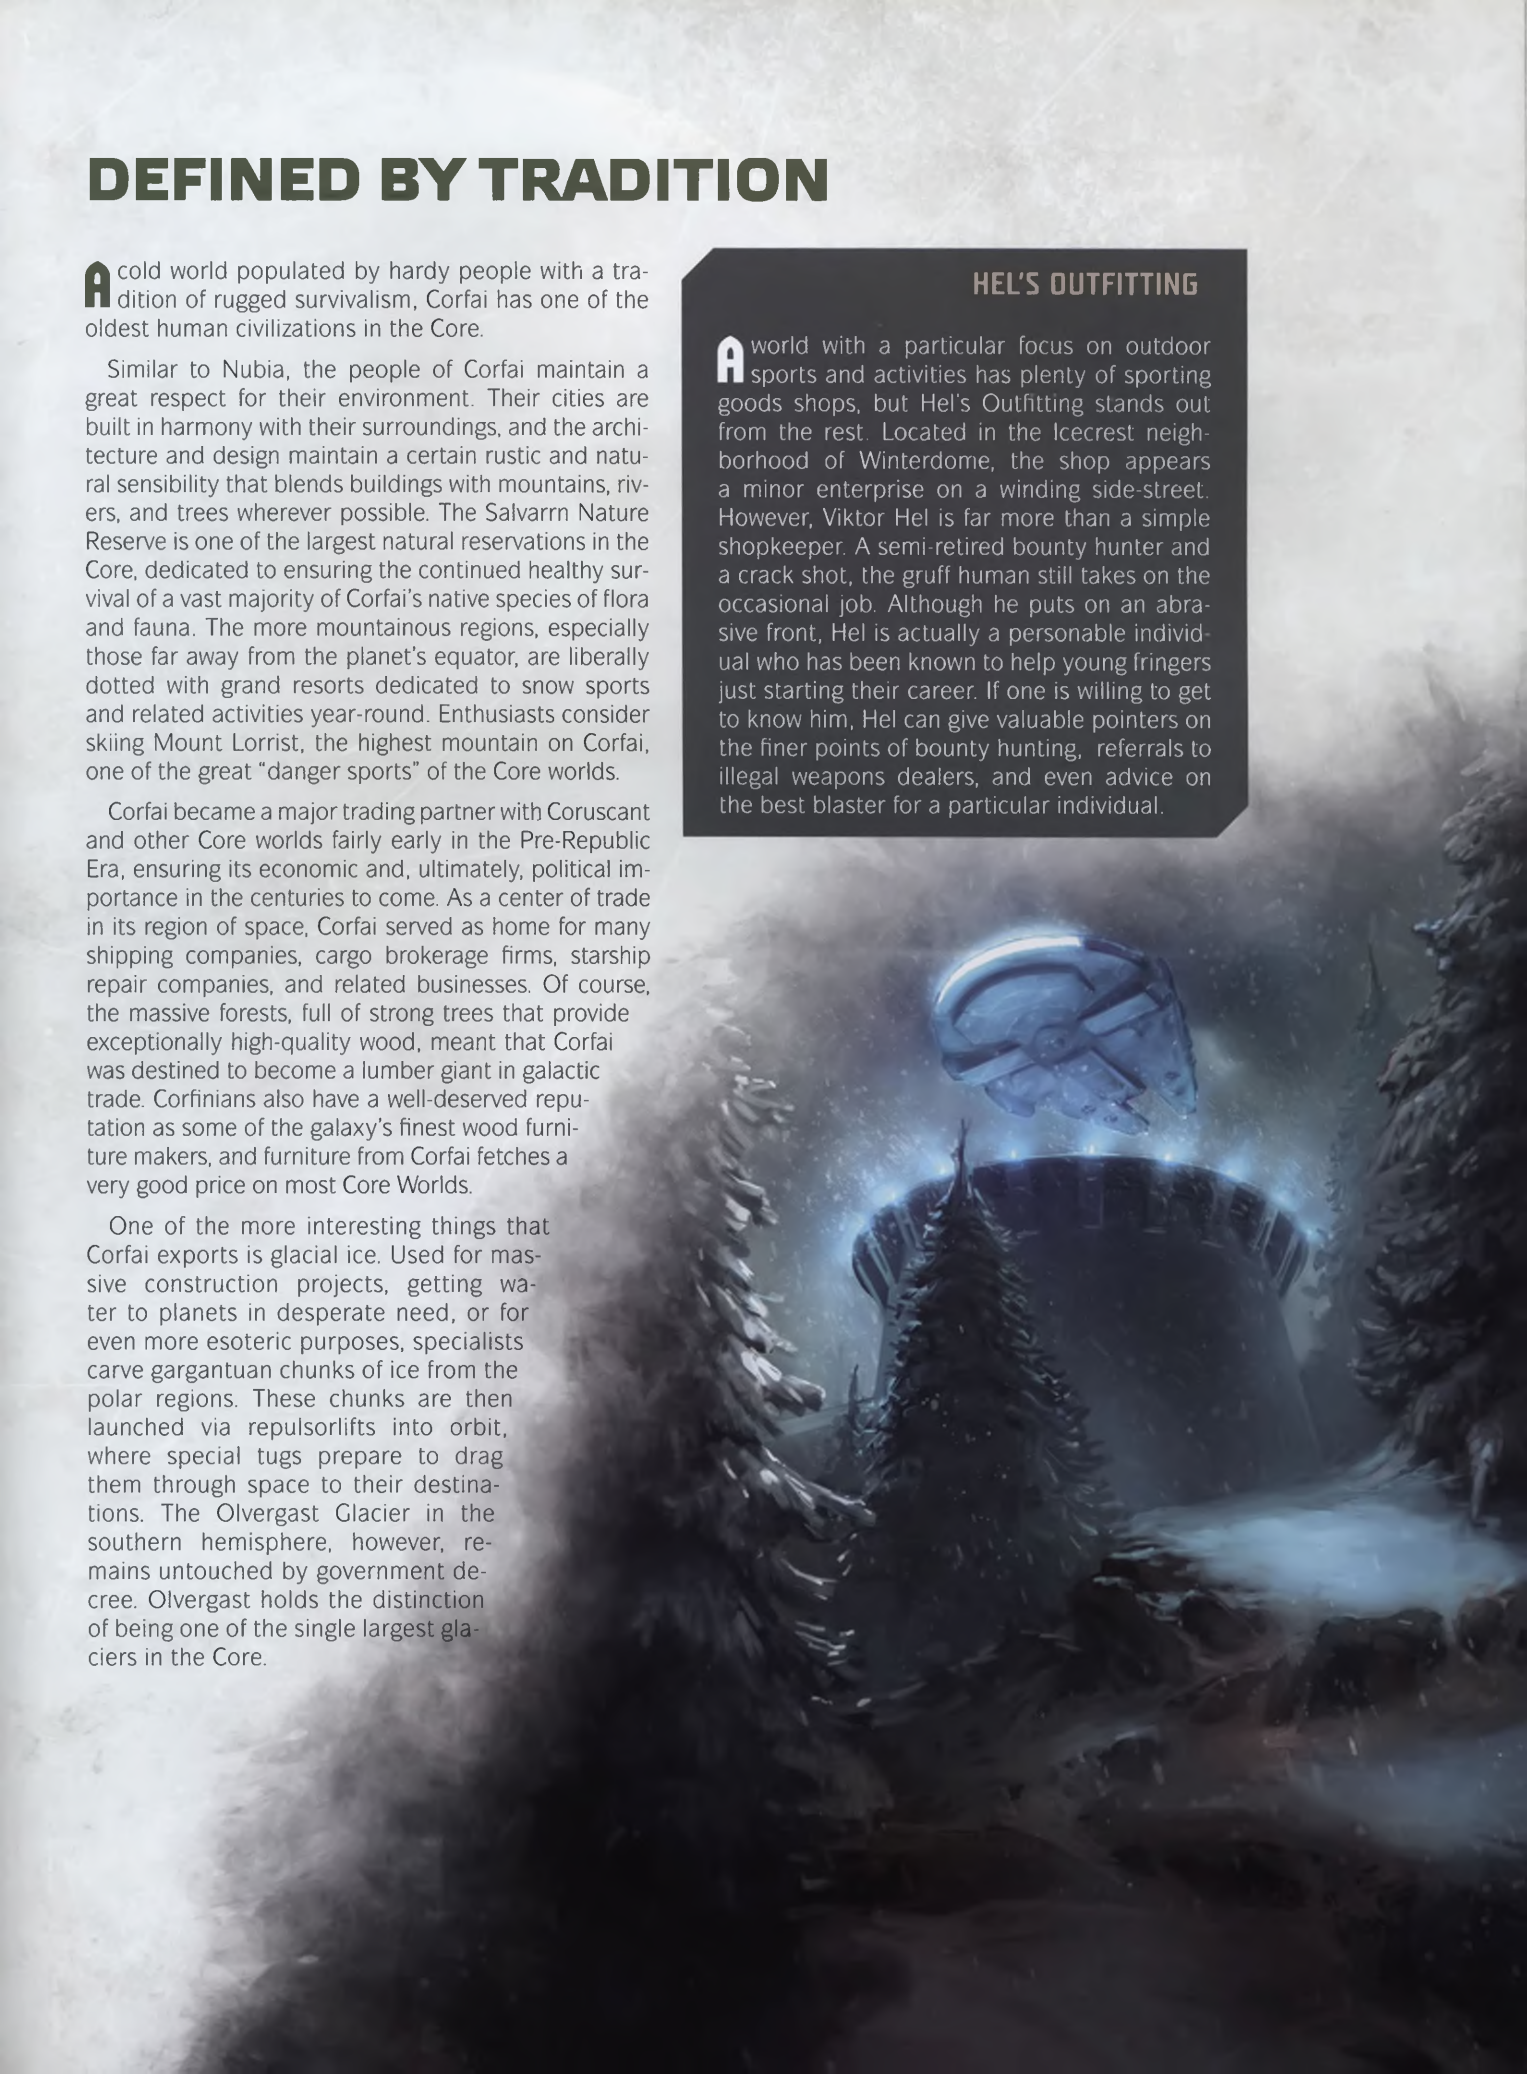 DEFINED BY TRADITION
A cold world populated by hardy people with a tra-
dition of rugged survivalism, Corfai has one of the
oldest human civilizations in the Core.
Similar to Nubia, the people of Corfai maintain a
great respect for their environment. Their cities are
built in harmony with their surroundings, and the archi-
tecture and design maintain a certain rustic and natu-
ral sensibility that blends buildings with mountains, riv-
ers, and trees wherever possible. The Salvarrn Nature
Reserve is one of the largest natural reservations in the
Core, dedicated to ensuring the continued healthy sur-
vival of a vast majority of Corfai's native species of flora
and fauna. The more mountainous regions, especially
those far away from the planet's equator, are liberally
dotted with grand resorts dedicated to snow sports
and related activities year-round. Enthusiasts consider
skiing Mount Lorrist, the highest mountain on Corfai,
one of the great “danger sports” of the Core worlds.
Corfai became a major trading partner with Coruscant
and other Core worlds fairly early in the Pre-Republic
Era, ensuring its economic and, ultimately, political im-
portance in the centuries to come. As a center of trade
in its region of space, Corfai served as home for many
shipping companies, cargo brokerage firms, starship
repair companies, and related businesses. Of course,
the massive forests, full of strong trees that provide
exceptionally high-quality wood, meant that Corfai
was destined to become a lumber giant in galactic
trade. Corfinians also have a well-deserved repu-
tation as some of the galaxy's finest wood furni-
ture makers, and furniture from Corfai fetches a
very good price on most Core Worlds.
One of the more interesting things that
Corfai exports is glacial ice. Used for mas-
sive construction projects, getting wa-
ter to planets in desperate need, or for
even more esoteric purposes, specialists
carve gargantuan chunks of ice from the
polar regions. These chunks are then
launched via repulsorlifts into orbit,
where special tugs prepare to drag
them through space to their destina-
tions. The Olvergast Glacier in the
southern hemisphere, however, re-
mains untouched by government de-
cree. Olvergast holds the distinction
of being one of the single largest gla-
ciers in the Core.
HEL'S OUTFITTING
A world with a particular focus on outdoor
sports and activities has plenty of sporting
goods shops, but Hel's Outfitting stands out
from the rest. Located in the Icecrest neigh-
borhood of Winterdome, the shop appears
a minor enterprise on a winding side-street.
However, Viktor Hel is far more than a simple
shopkeeper. A semi-retired bounty hunter and
a crack shot, the gruff human still takes on the
occasional job. Although he puts on an abra-
sive front, Hel is actually a personable individ-
ual who has been known to help young fringers
just starting their career. If one is willing to get
to know him, Hel can give valuable pointers on
the finer points of bounty hunting, referrals to
illegal weapons dealers, and even advice on
the best blaster for a particular individual.